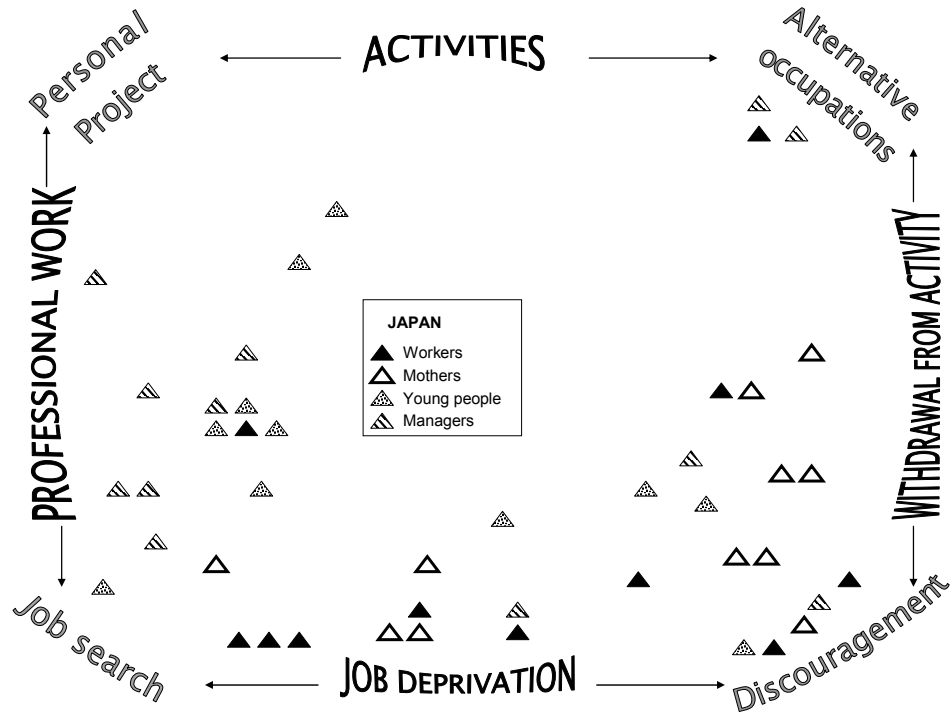 Personal
Project
ACTIVITIES
Alternative
occupations
PROFESSIONAL WORK
WITHDRAWAL FROM ACTIVITY
JAPAN
Workers
Mothers
Young people
Managers
Job search
JOB DEPRIVATION
Discouragement